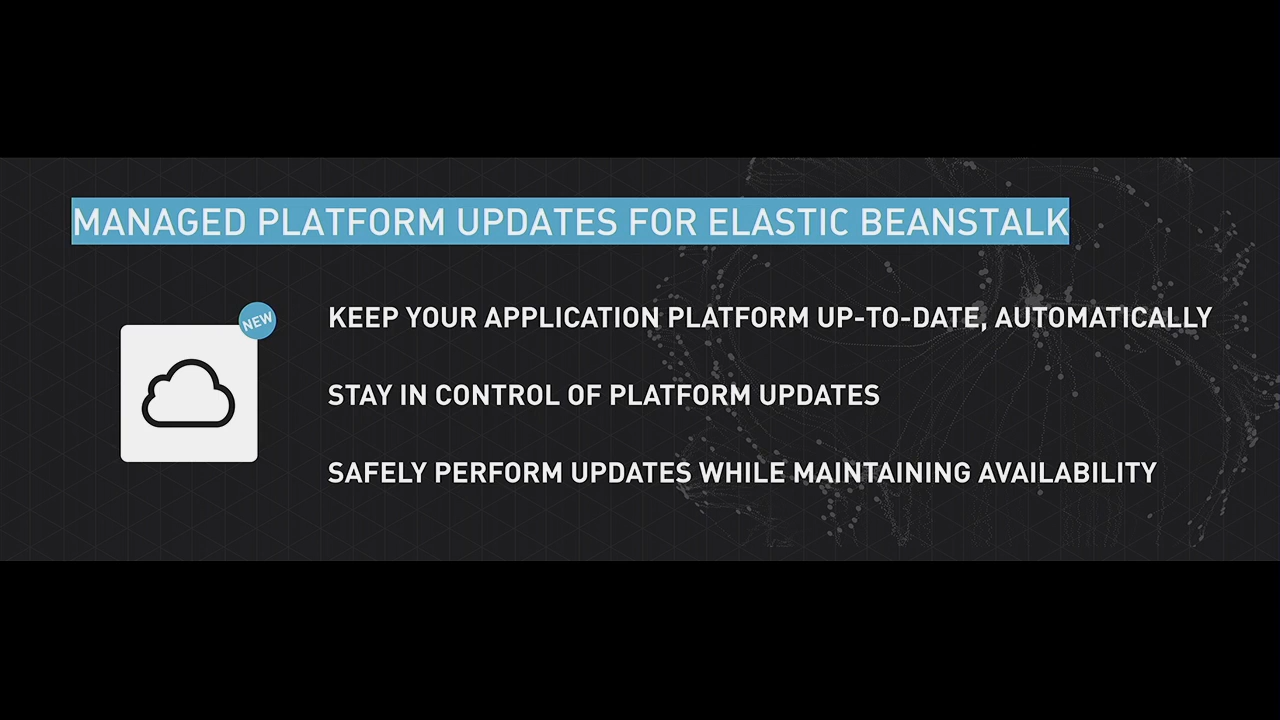 MANAGED PLATFORM UPDATES FOR ELASTIC BEANSTALK
NEW
KEEP YOUR APPLICATION PLATFORM UP-TO-DATE, AUTOMATICALLY
STAY IN CONTROL OF PLATFORM UPDATES
SAFELY PERFORM UPDATES WHILE MAINTAINING AVAILABILITY